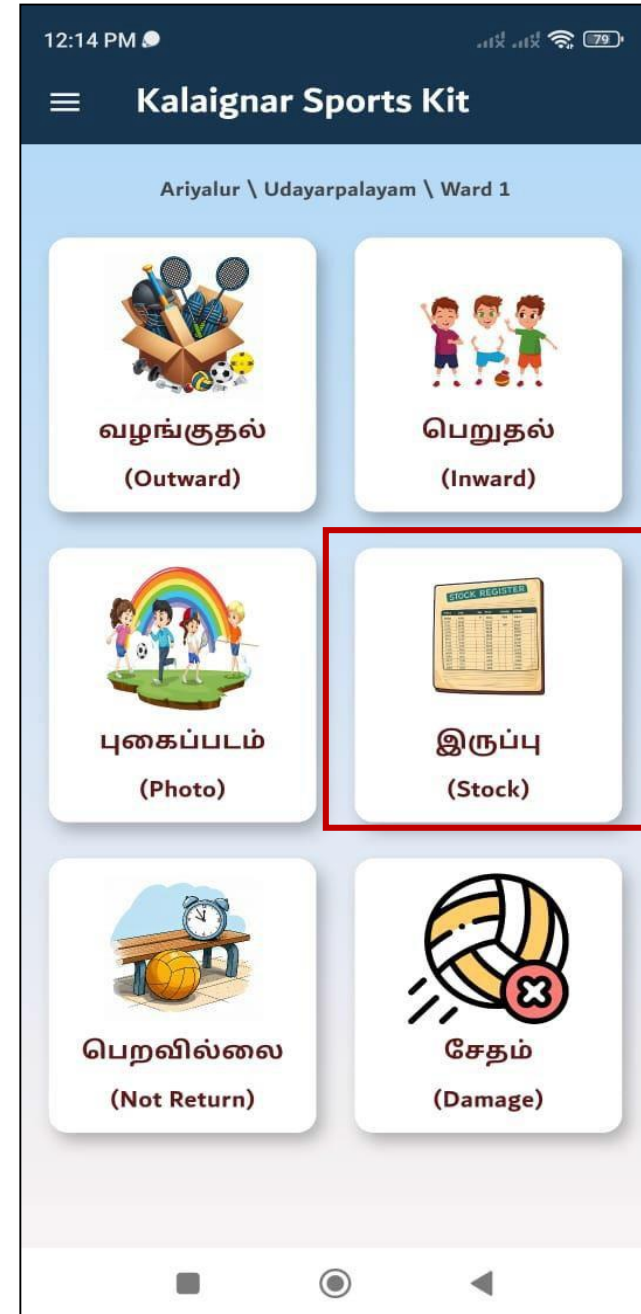 12:14 PM
79
Kalaignar Sports Kit
Ariyalur \ Udayarpalayam \ Ward 1
வழங்குதல்
(Outward)
பெறுதல்
(Inward)
STOCK REGISTER
புகைப்படம்
(Photo)
இருப்பு
(Stock)
பெறவில்லை
(Not Return)
சேதம்
(Damage)